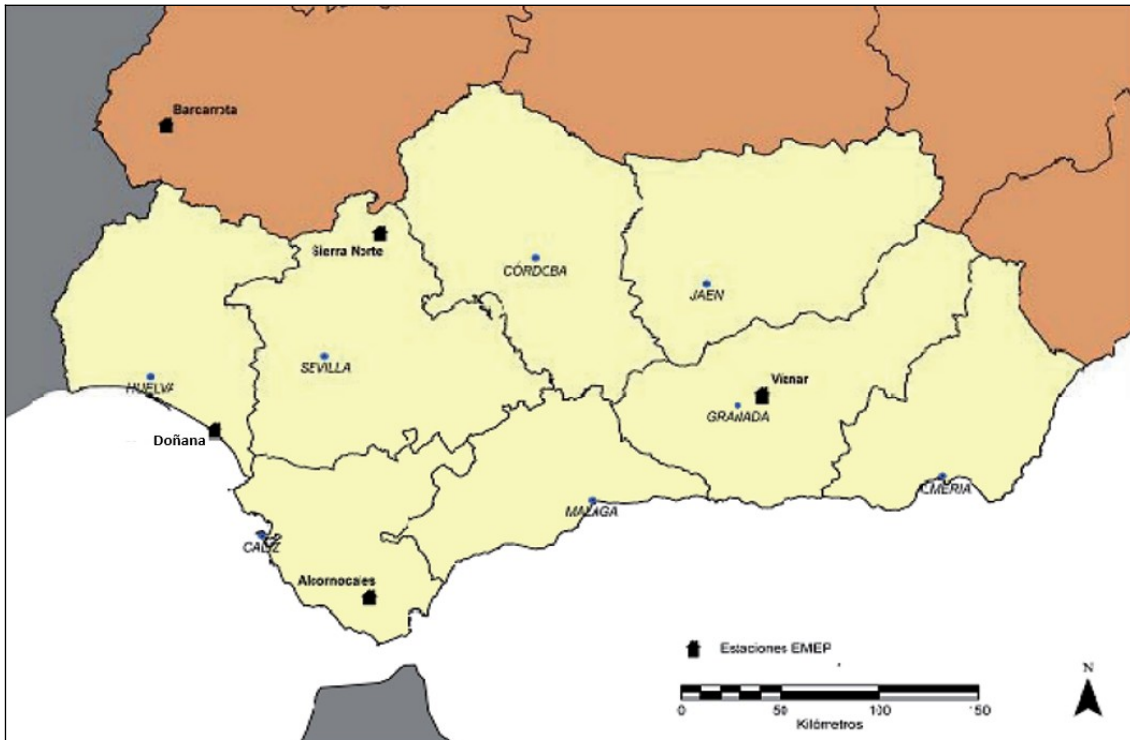 Barcarrota
Sierra Norte
CÓRDOBA
JAEN
SEVILLA
HUELVA
Viznar
GRANADA
Doñana
ALMERIA
MALAGA
CADIZ
Alcornocales
Estaciones EMEP
N
0 50 100 150
Kilómetros